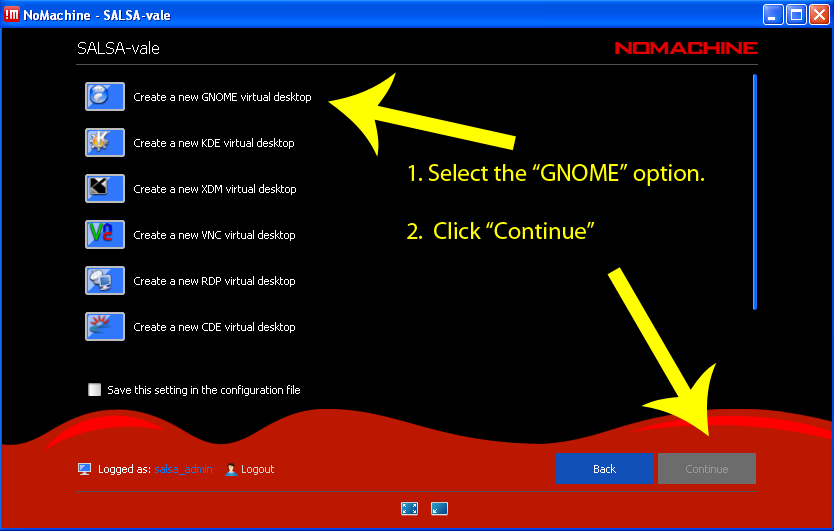 !M NoMachine - SALSA-vale
SALSA-vale
NOMACHINE
Create a new GNOME virtual desktop
Create a new KDE virtual desktop
1. Select the “GNOME” option.
Create a new XDM virtual desktop
2. Click “Continue”
Create a new VNC virtual desktop
Create a new RDP virtual desktop
Create a new CDE virtual desktop
Save this setting in the configuration file
Logged as: salsa_admin Logout
Back
Continue